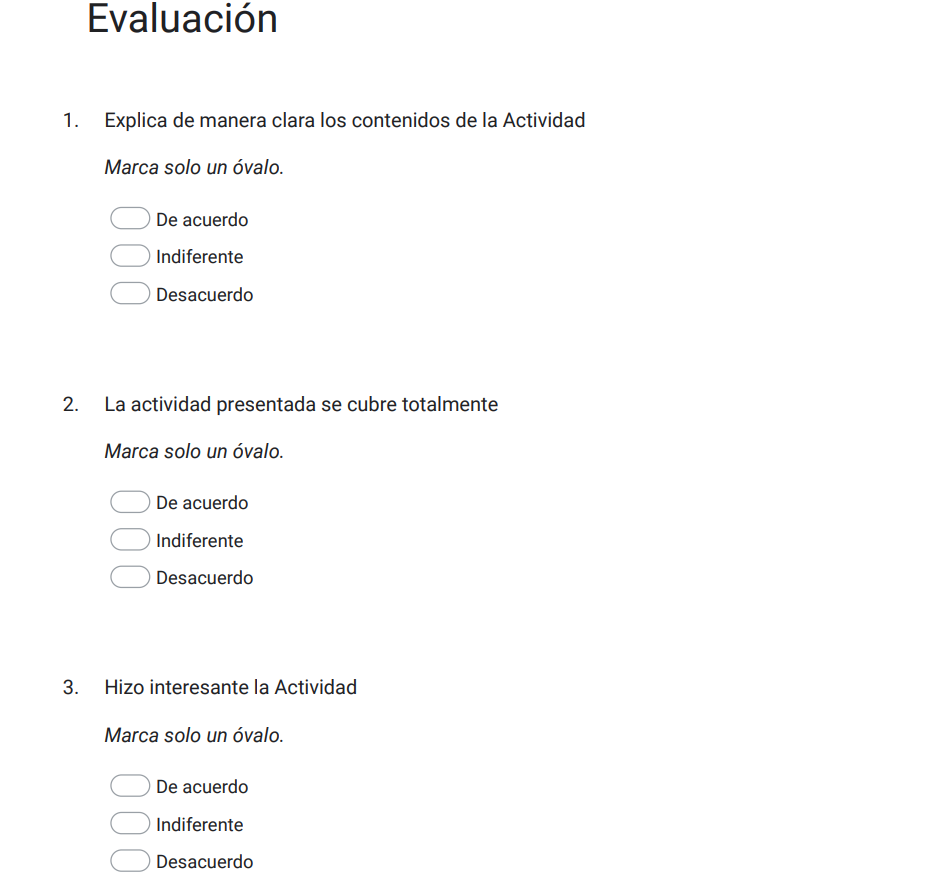 Evaluación
1. Explica de manera clara los contenidos de la Actividad
Marca solo un óvalo.
De acuerdo
Indiferente
Desacuerdo
2. La actividad presentada se cubre totalmente
Marca solo un óvalo.
De acuerdo
Indiferente
Desacuerdo
3. Hizo interesante la Actividad
Marca solo un óvalo.
De acuerdo
Indiferente
Desacuerdo